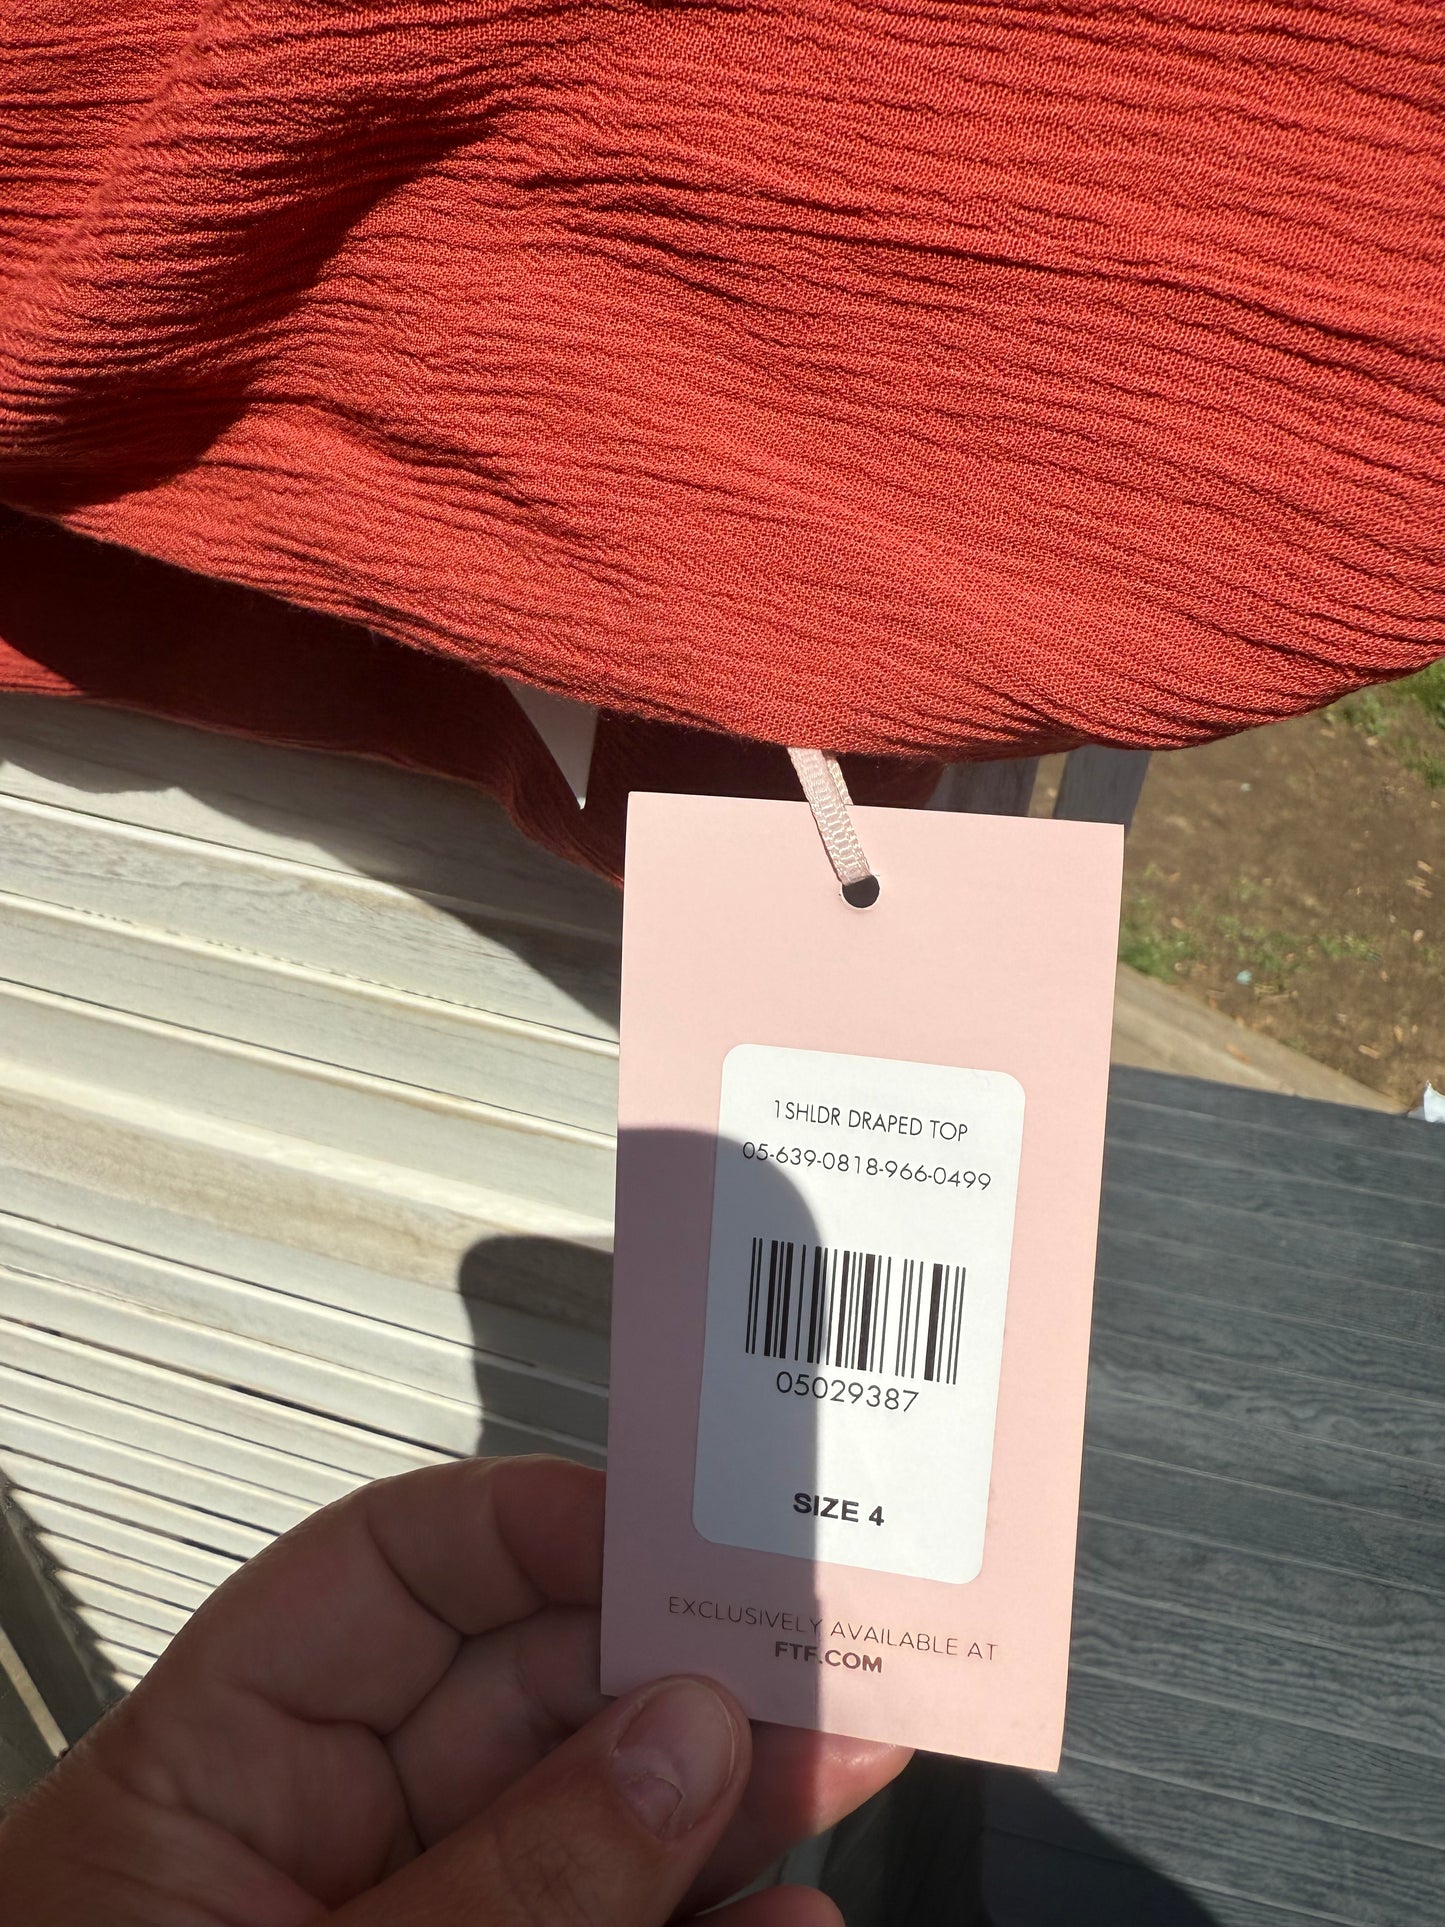 1SHLDR DRAPED TOP
05-639-0818-966-0499
05029387
SIZE 4
EXCLUSIVELY AVAILABLE AT
FTF.COM